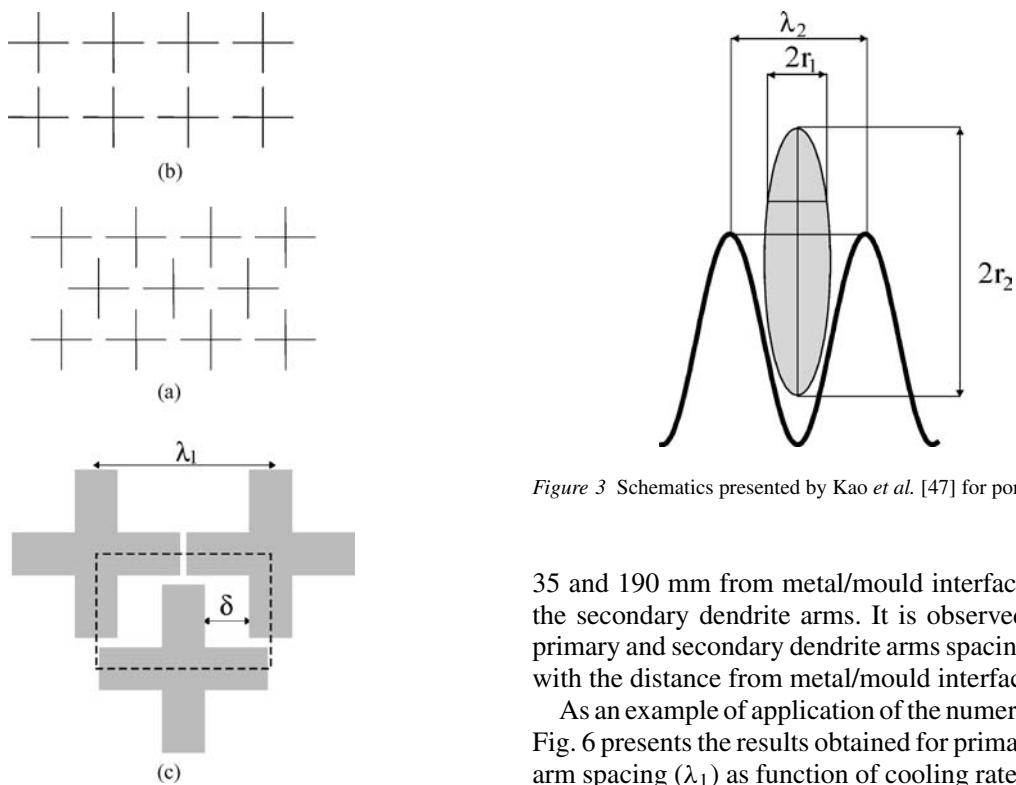 (b)
(a)
λ1
δ
(c)
λ2
2r1
2r2
Figure 3 Schematics presented by Kao et al. [47] for por
35 and 190 mm from metal/mould interfac
the secondary dendrite arms. It is observed
primary and secondary dendrite arms spacin
with the distance from metal/mould interfac
As an example of application of the numer
Fig. 6 presents the results obtained for prima
arm spacing (λ1) as function of cooling rate